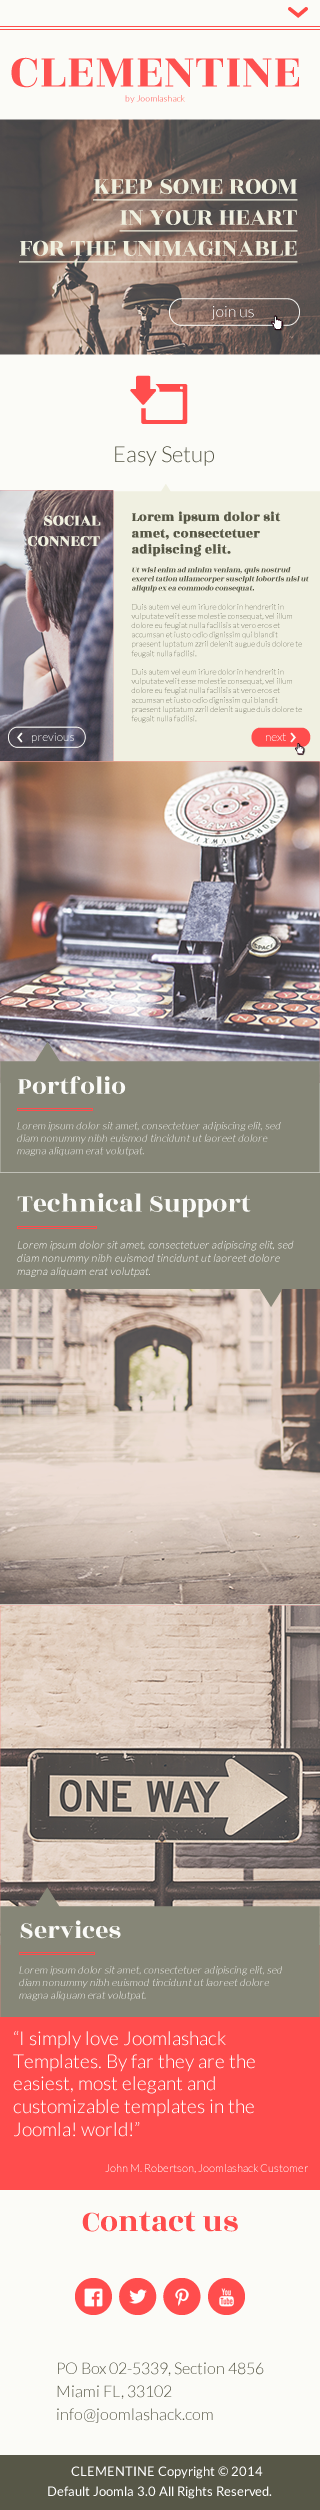 CLEMENTINE
by Joomlashack
KEEP SOME ROOM
IN YOUR HEART
FOR THE UNIMAGINABLE
join us
Easy Setup
SOCIAL
CONNECT
previous
Lorem ipsum dolor sit
amet, consectetuer
adipiscing elit.
Ut wisi enim ad minim veniam, quis nostrud
exerci tation ullamcorper suscipit lobortis nisl ut
aliquip ex ea commodo consequat.
Duis autem vel eum iriure dolor in hendrerit in
vulputate velit esse molestie consequat, vel illum
dolore eu feugiat nulla facilisis at vero eros et
accumsan et iusto odio dignissim qui blandit
praesent luptatum zzril delenit augue duis dolore te
feugait nulla facilisi.
Duis autem vel eum iriure dolor in hendrerit in
vulputate velit esse molestie consequat, vel illum
dolore eu feugiat nulla facilisis at vero eros et
accumsan et iusto odio dignissim qui blandit
praesent luptatum zzril delenit augue duis dolore te
feugait nulla facilisi.
next
Portfolio
Lorem ipsum dolor sit amet, consectetuer adipiscing elit, sed
diam nonummy nibh euismod tincidunt ut laoreet dolore
magna aliquam erat volutpat.
Technical Support
Lorem ipsum dolor sit amet, consectetuer adipiscing elit, sed
diam nonummy nibh euismod tincidunt ut laoreet dolore
magna aliquam erat volutpat.
ONE WAY
Services
Lorem ipsum dolor sit amet, consectetuer adipiscing elit, sed
diam nonummy nibh euismod tincidunt ut laoreet dolore
magna aliquam erat volutpat.
“I simply love Joomlashack
Templates. By far they are the
easiest, most elegant and
customizable templates in the
Joomla! world!”
John M. Robertson, Joomlashack Customer
Contact us
You
Tube
PO Box 02-5339, Section 4856
Miami FL, 33102
info@joomlashack.com
CLEMENTINE Copyright © 2014
Default Joomla 3.0 All Rights Reserved.